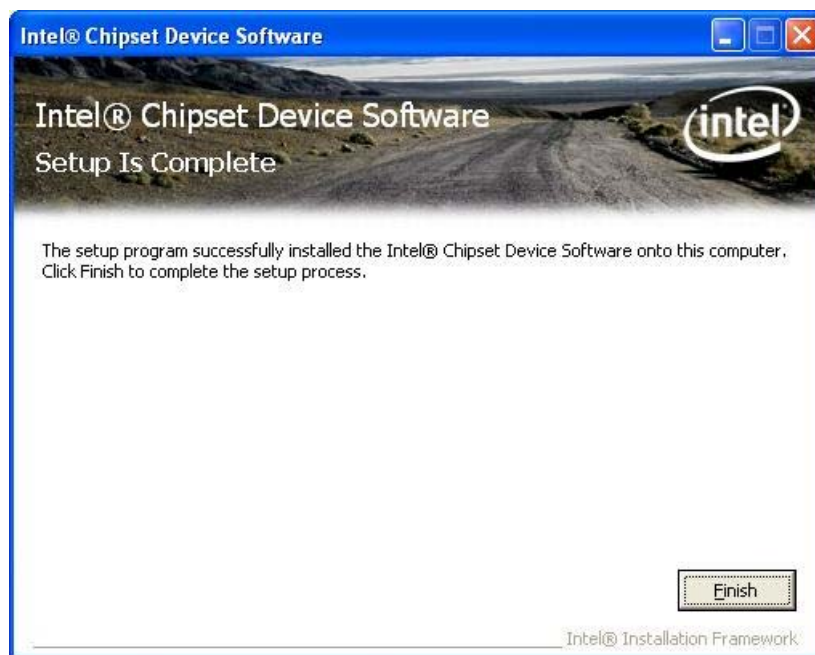 Intel® Chipset Device Software
Intel® Chipset Device Software
intel
Setup Is Complete
The setup program successfully installed the Intel® Chipset Device Software onto this computer.
Click Finish to complete the setup process.
Finish
Intel® Installation Framework